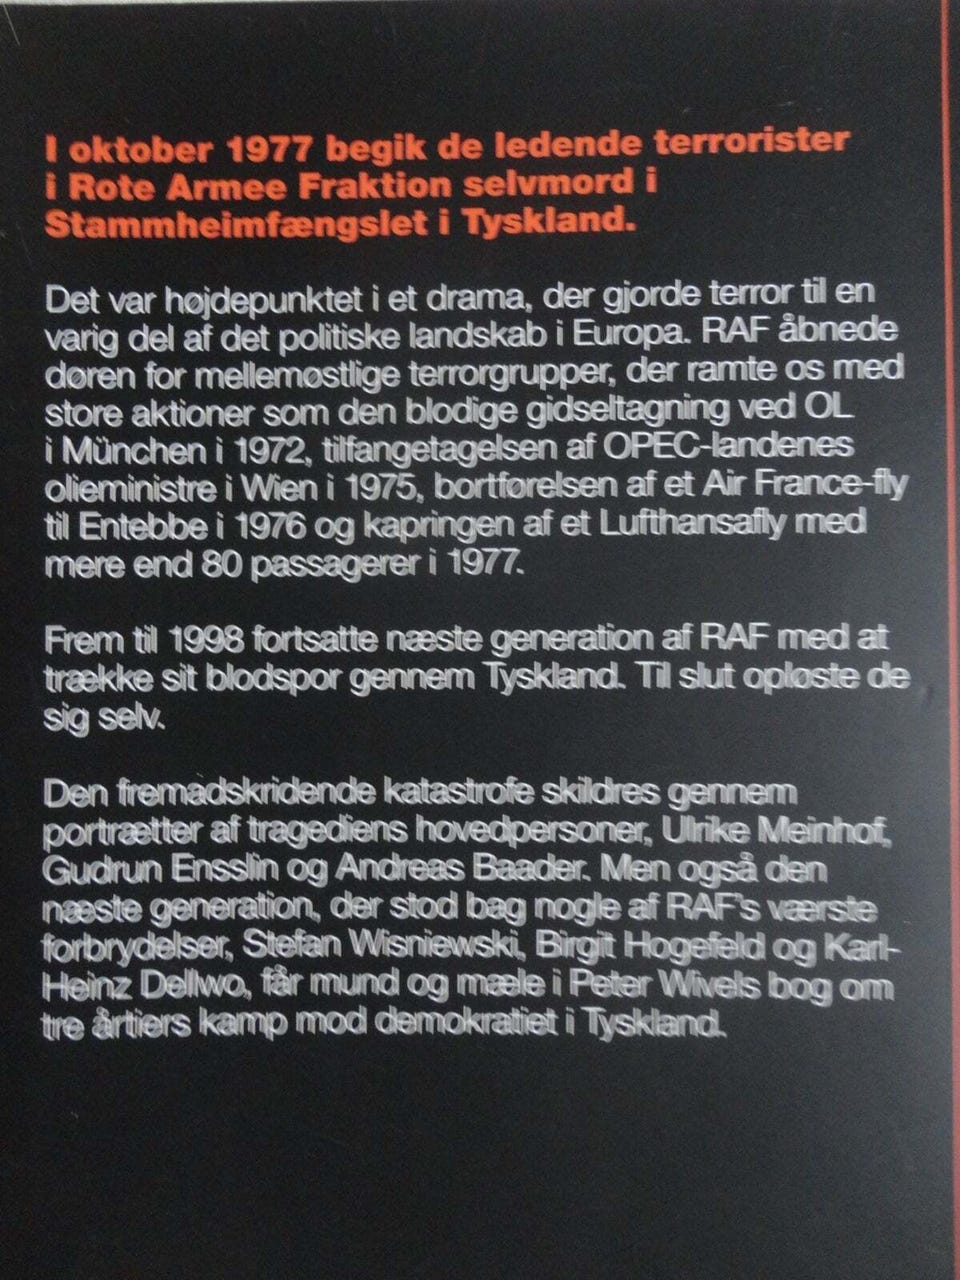 I oktober 1977 begik de ledende terrorister
i Rote Armee Fraktion selvmord i
Stammheimfængslet i Tyskland.
Det var højdepunktet i et drama, der gjorde terror til en
varig del af det politiske landskab i Europa. RAF åbnede
døren for mellemøstlige terrorgrupper, der ramte os med
store aktioner som den blodige gidseltagning ved OL
i München i 1972, tilfangetagelsen af OPEC-landenes
olieministre i Wien i 1975, bortførelsen af et Air France-fly
til Entebbe i 1976 og kapringen af et Lufthansafly med
mere end 80 passagerer i 1977.
Frem til 1998 fortsatte næste generation af RAF med at
trække sit blodspor gennem Tyskland. Til slut opløste de
sig selv.
Den fremadskridende katastrofe skildres gennem
portrætter af tragediens hovedpersoner, Ulrike Meinhof,
Gudrun Ensslin og Andreas Baader. Men også den
næste generation, der stod bag nogle af RAF's værste
forbrydelser, Stefan Wisniewski, Birgit Hogefeld og Karl-
Heinz Dellwo, får mund og mæle i Peter Wivels bog om
tre årtiers kamp mod demokratiet i Tyskland.